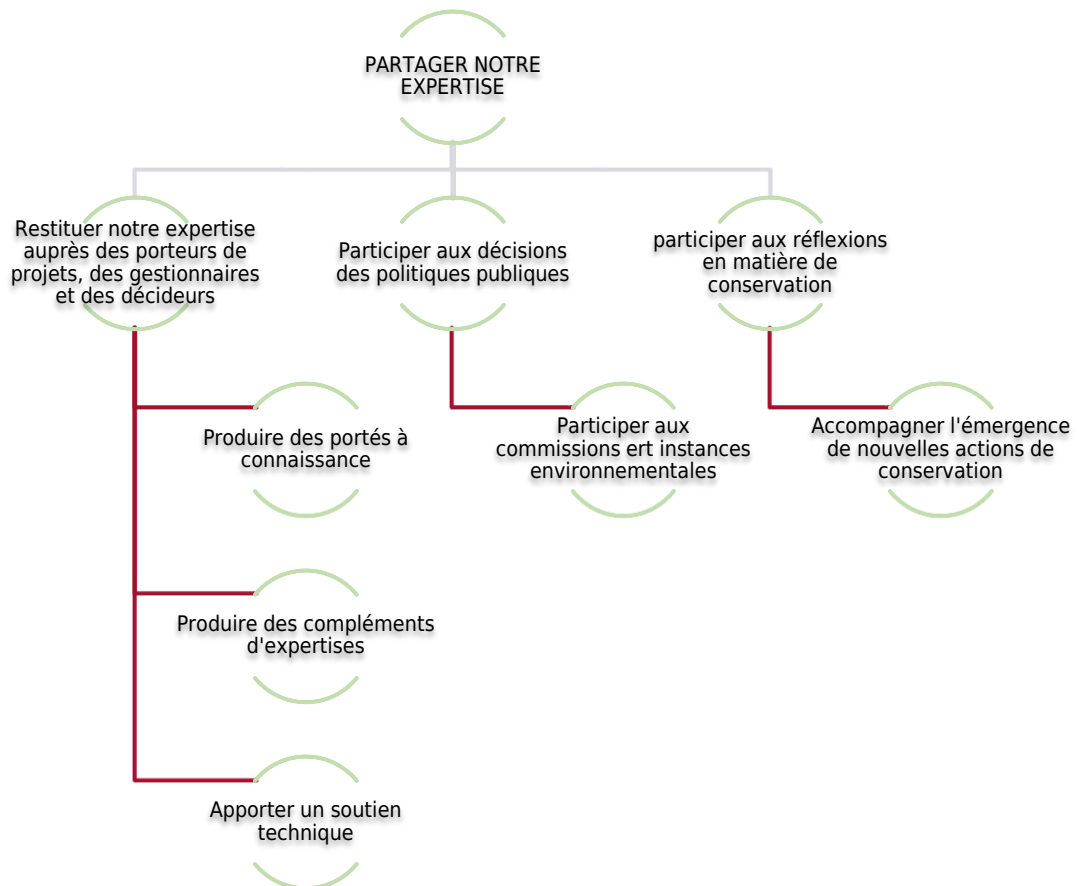 PARTAGER NOTRE
EXPERTISE
Restituer notre expertise
auprès des porteurs de
projets, des gestionnaires
et des décideurs
Participer aux décisions
des politiques publiques
participer aux réflexions
en matière de
conservation
Produire des portés à
connaissance
Participer aux
commissions ert instances
environnementales
Accompagner l'émergence
de nouvelles actions de
conservation
Produire des compléments
d'expertises
Apporter un soutien
technique